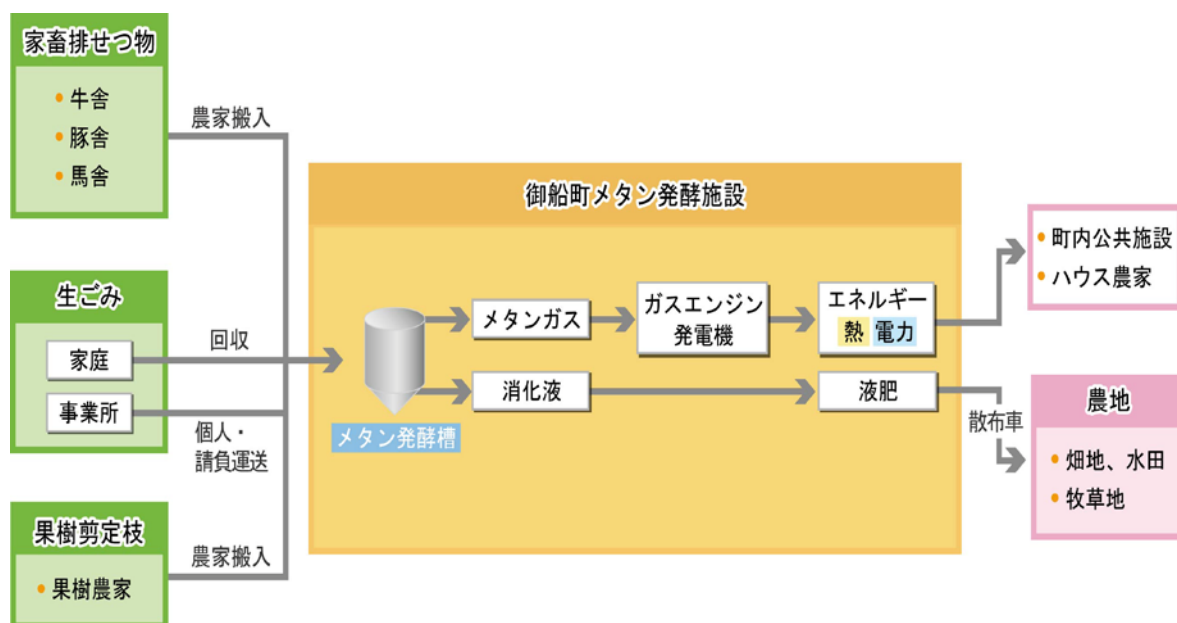 家畜排せつ物
• 牛舎
• 豚舎
• 馬舎
農家搬入
生ごみ
家庭
事業所
回収
個人・
請負運送
果樹剪定枝
• 果樹農家
農家搬入
御船町メタン発酵施設
メタン発酵槽
メタンガス
ガスエンジン
発電機
エネルギー
熱 電力
消化液
液肥
• 町内公共施設
• ハウス農家
散布車
農地
• 畑地、水田
• 牧草地